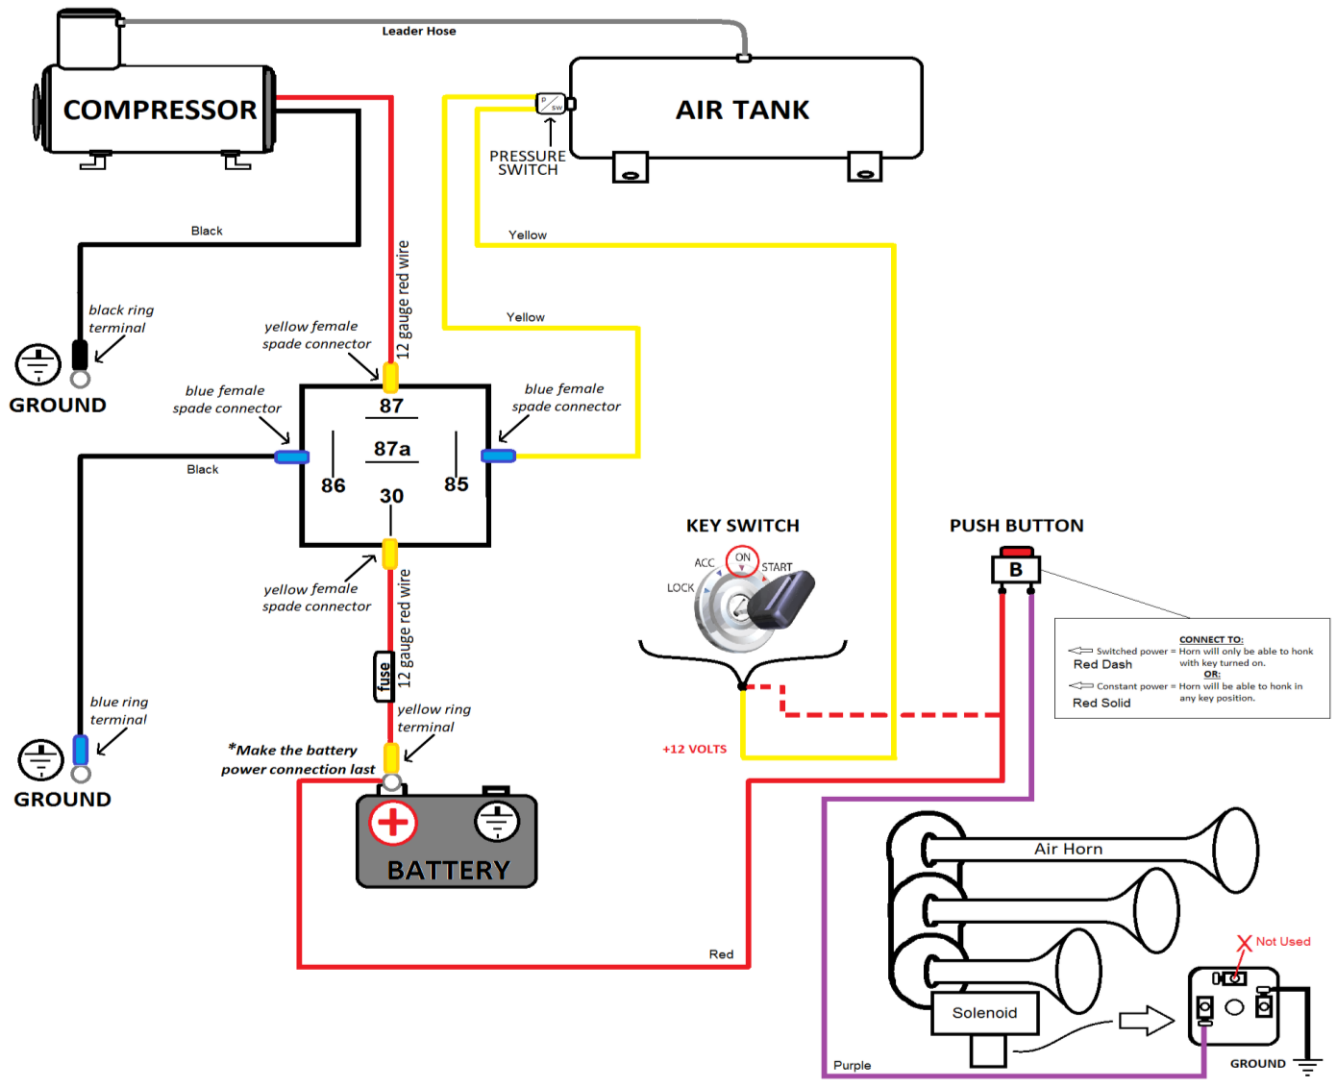 Leader Hose
COMPRESSOR
AIR TANK
P
SW
PRESSURE
SWITCH
Black
Yellow
black ring
terminal
12 gauge red wire
yellow female
spade connector
Yellow
GROUND
blue female
spade connector
blue female
spade connector
87
87a
86
85
30
Black
yellow female
spade connector
12 gauge red wire
fuse
KEY SWITCH
LOCK
ACC
ON
START
PUSH BUTTON
B
CONNECT TO:
Switched power = Horn will only be able to honk
Red Dash
with key turned on.
OR:
Constant power = Horn will be able to honk in
Red Solid
any key position.
blue ring
terminal
yellow ring
terminal
*Make the battery
power connection last
+12 VOLTS
GROUND
+
BATTERY
Red
Air Horn
X Not Used
Solenoid
Purple
GROUND